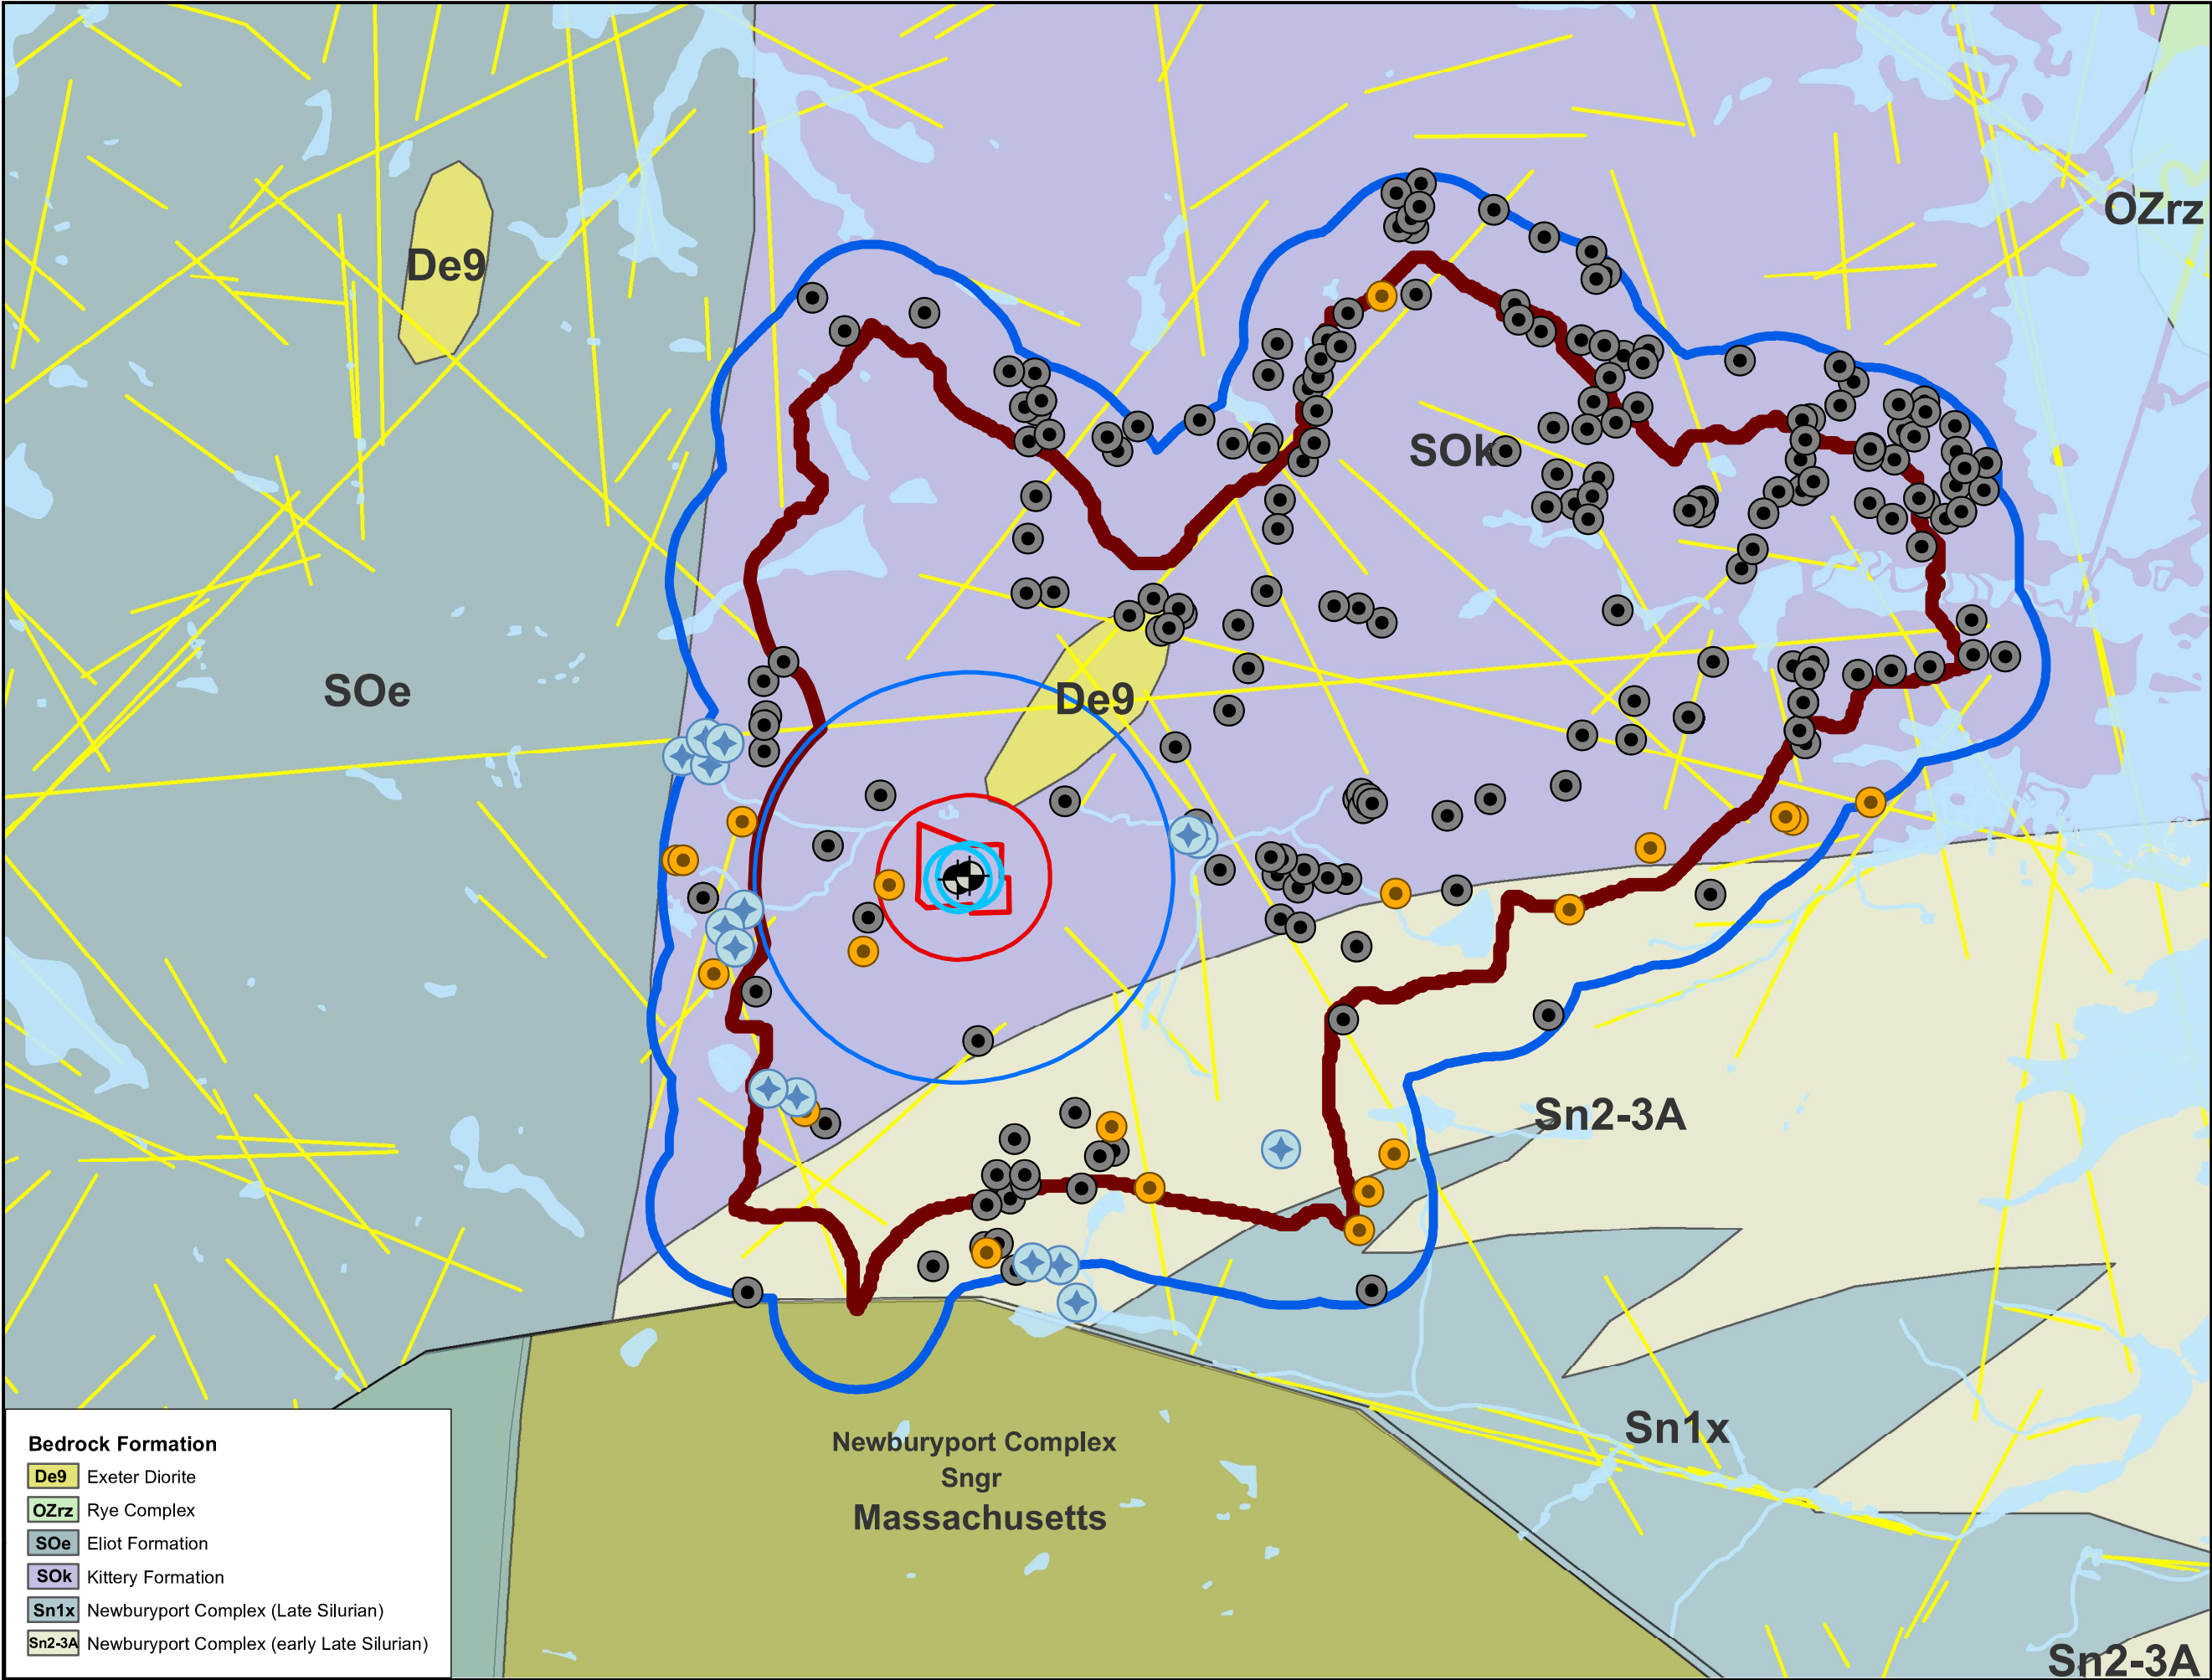 OZrz
De9
SOk
SOe
De9
Sn2-3A
Sn1x
Newburyport Complex
Sngr
Massachusetts
Sn2-3A
Bedrock Formation
De9 Exeter Diorite
OZrz Rye Complex
SOe Eliot Formation
SOk Kittery Formation
Sn1x Newburyport Complex (Late Silurian)
Sn2-3A Newburyport Complex (early Late Silurian)